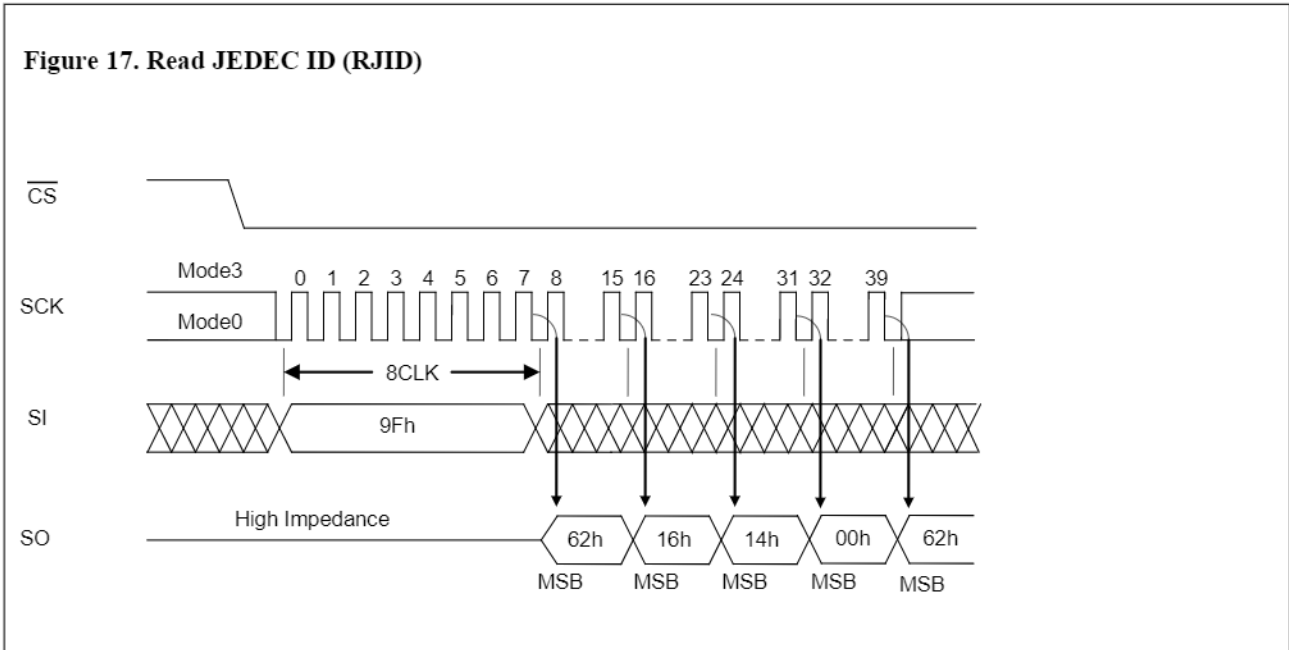 Figure 17. Read JEDEC ID (RJID)
CS
Mode3
0 1 2 3 4 5 6 7 8 15 16 23 24 31 32 39
SCK
Mode0
8CLK
SI
9Fh
High Impedance
SO
62h 16h 14h 00h 62h
MSB MSB MSB MSB MSB